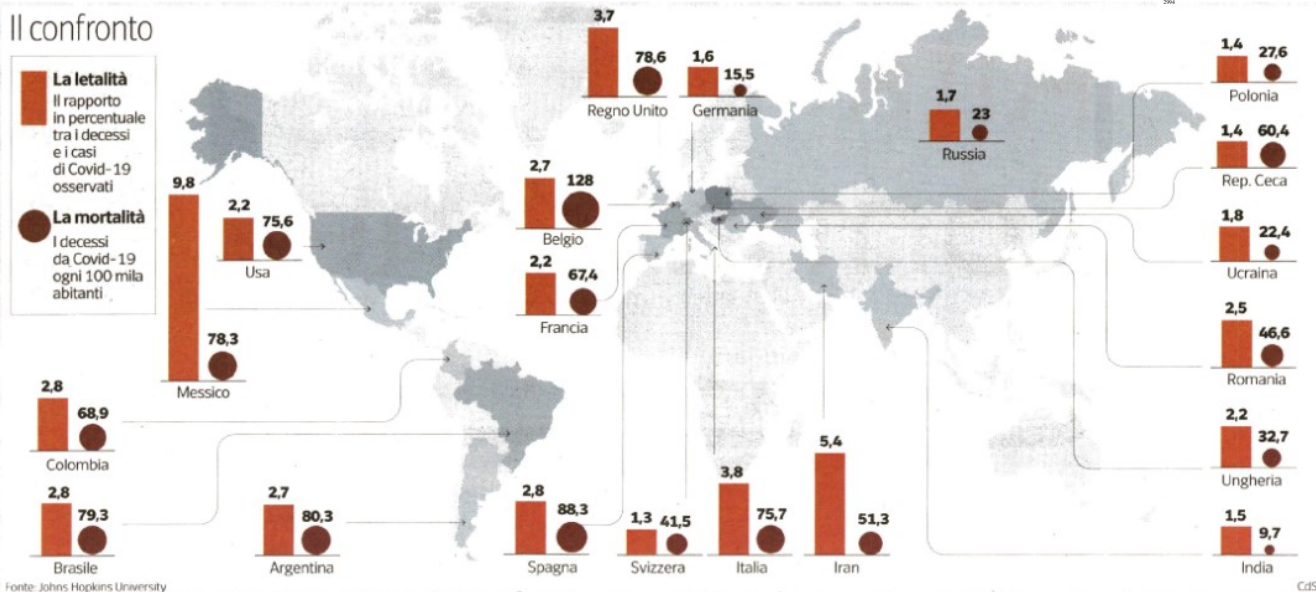 2004
Il confronto
La letalità
Il rapporto
in percentuale
tra i decessi
e i casi
di Covid-19
osservati
La mortalità
I decessi
da Covid-19
ogni 100 mila
abitanti
9,8
78,3
Messico
2,2
75,6
Usa
3,7
78,6
Regno Unito
1,6
15,5
Germania
2,7
128
Belgio
2,2
67,4
Francia
1,7
23
Russia
1,4
27,6
Polonia
1,4
60,4
Rep. Ceca
1,8
22,4
Ucraina
2,5
46,6
Romania
2,2
32,7
Ungheria
1,5
9,7
India
2,8
68,9
Colombia
2,8
79,3
Brasile
2,7
80,3
Argentina
2,8
88,3
Spagna
1,3
41,5
Svizzera
3,8
75,7
Italia
5,4
51,3
Iran
Fonte: Johns Hopkins University
CdS